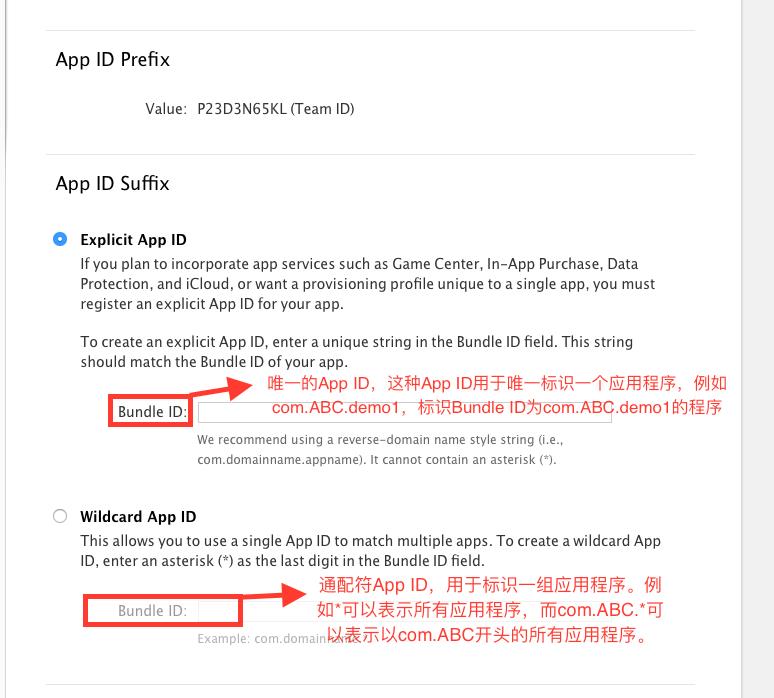 App ID Prefix
Value: P23D3N65KL (Team ID)
App ID Suffix
Explicit App ID
If you plan to incorporate app services such as Game Center, In-App Purchase, Data
Protection, and iCloud, or want a provisioning profile unique to a single app, you must
register an explicit App ID for your app.
To create an explicit App ID, enter a unique string in the Bundle ID field. This string
should match the Bundle ID of your app.
唯一的App ID，这种App ID用于唯一标识一个应用程序，例如
Bundle ID: com.ABC.demo1，标识Bundle ID为com.ABC.demo1的程序
We recommend using a reverse-domain name style string (i.e.,
com.domainname.appname). It cannot contain an asterisk (*).
Wildcard App ID
This allows you to use a single App ID to match multiple apps. To create a wildcard App
ID, enter an asterisk (*) as the last digit in the Bundle ID field.
通配符App ID，用于标识一组应用程序。例
Bundle ID: 如*可以表示所有应用程序，而com.ABC.*可
以表示以com.ABC开头的所有应用程序。
Example: